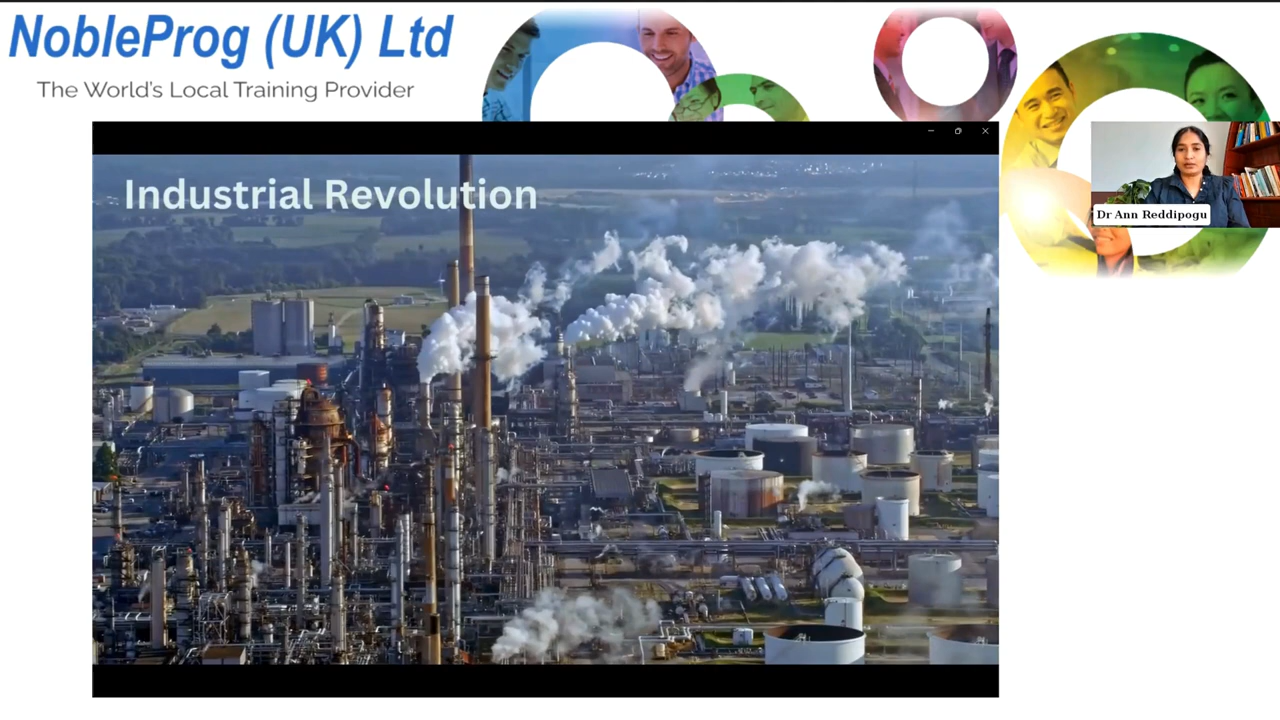 NobleProg (UK) Ltd
The World's Local Training Provider
Industrial Revolution
Dr Ann Reddipogu